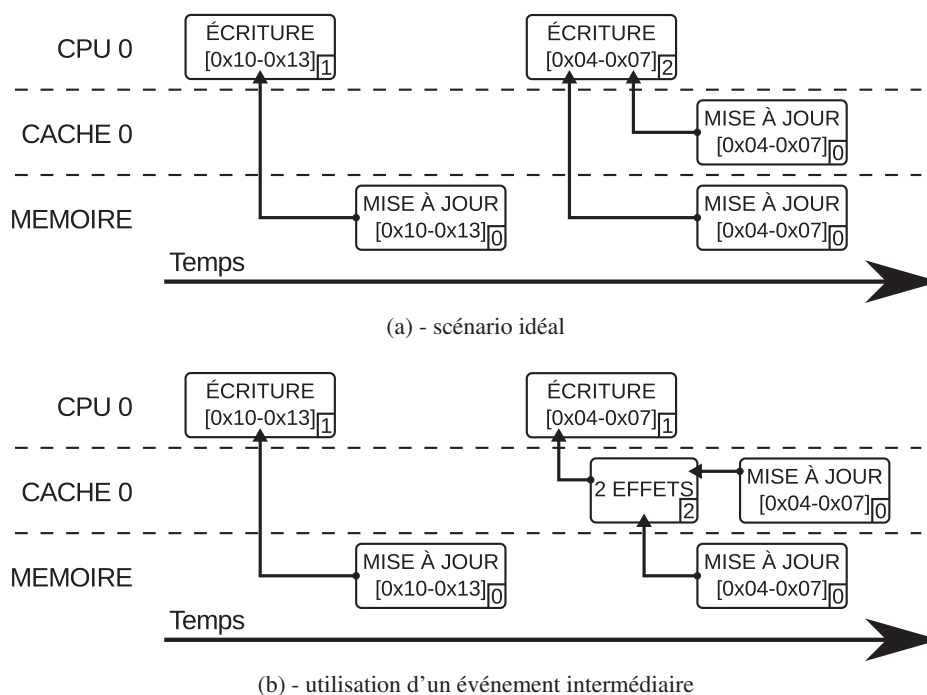 CPU 0
ÉCRITURE
[0x10-0x13] 1
ÉCRITURE
[0x04-0x07] 2
CACHE 0
MISE À JOUR
[0x04-0x07] 0
MEMOIRE
MISE À JOUR
[0x10-0x13] 0
MISE À JOUR
[0x04-0x07] 0
Temps
(a) - scénario idéal
CPU 0
ÉCRITURE
[0x10-0x13] 1
ÉCRITURE
[0x04-0x07] 1
CACHE 0
2 EFFETS
2
MISE À JOUR
[0x04-0x07] 0
MEMOIRE
MISE À JOUR
[0x10-0x13] 0
MISE À JOUR
[0x04-0x07] 0
Temps
(b) - utilisation d'un événement intermédiaire